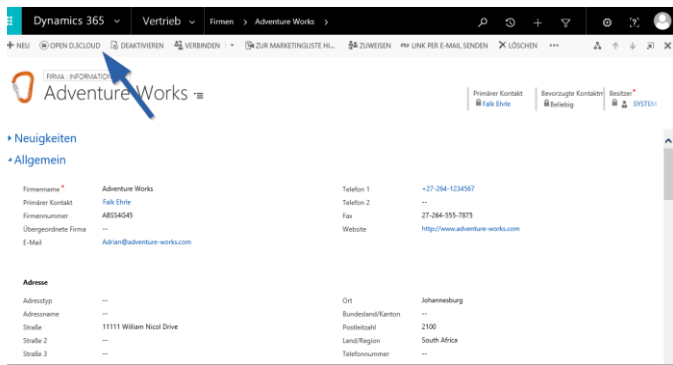 Dynamics 365 Vertrieb Firmen > Adventure Works >
+ NEU OPEN D.3CLOUD DEAKTIVIEREN VERBINDEN ZUR MARKETINGLISTE HI... ZUZUWEISEN LINK PER E-MAIL SENDEN LÖSCHEN ...
FIRMA : INFORMATION
Adventure Works
Primärer Kontakt Bevorzugte Kontaktm Besitzer*
Falk Ehrle Beliebig SYSTEM
Neuigkeiten
Allgemein
Firmenname * Adventure Works Telefon 1 +27-264-1234567
Primärer Kontakt Falk Ehrle Telefon 2 --
Firmennummer ABSS4G45 Fax 27-264-555-7875
Übergeordnete Firma -- Website http://www.adventure-works.com
E-Mail Adrian@adventure-works.com
Adresse
Adresstyp -- Ort Johannesburg
Adressname -- Bundesland/Kanton --
Straße 11111 William Nicol Drive Postleitzahl 2100
Straße 2 -- Land/Region South Africa
Straße 3 -- Telefonnummer --